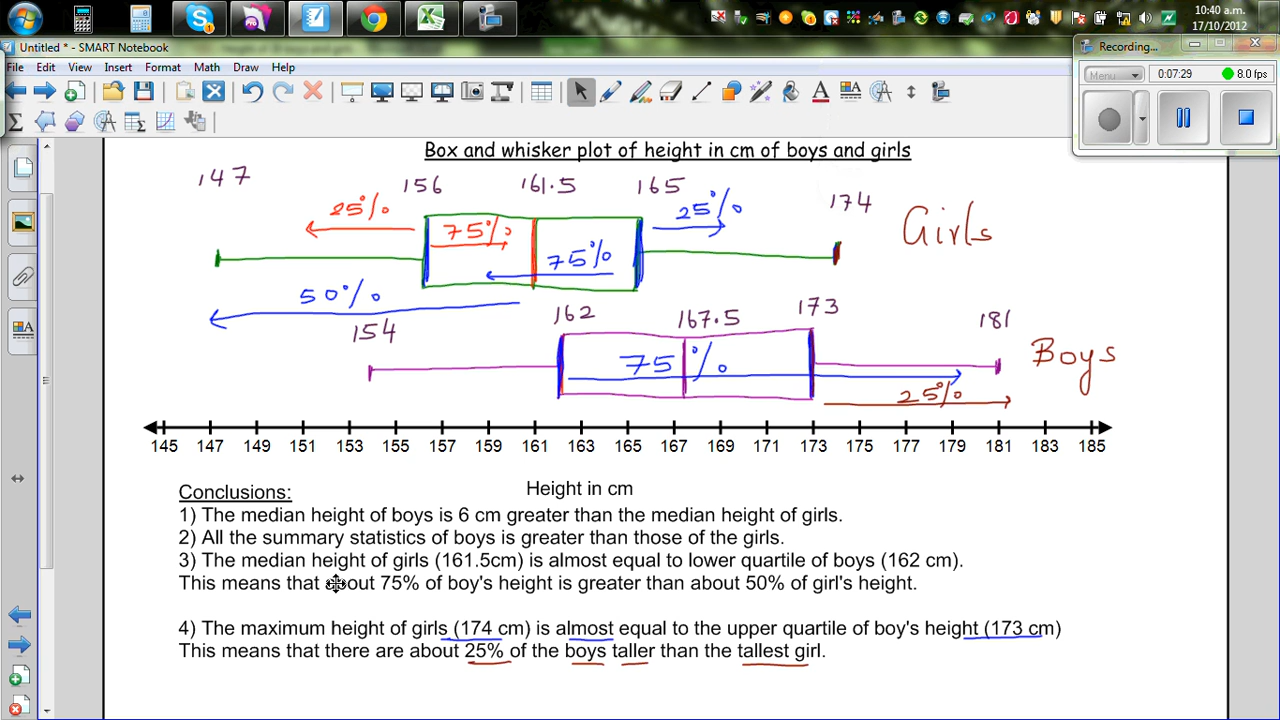 10:40 a.m.
17/10/2012
Untitled * - SMART Notebook
Recording...
File Edit View Insert Format Math Draw Help
Menu 0:07:29 8.0 fps
Box and whisker plot of height in cm of boys and girls
147 156 161.5 165 174
25% 75% 75% 25% Girls
50%
154 162 167.5 173 181
75% 25% Boys
145 147 149 151 153 155 157 159 161 163 165 167 169 171 173 175 177 179 181 183 185
Height in cm
Conclusions:
1) The median height of boys is 6 cm greater than the median height of girls.
2) All the summary statistics of boys is greater than those of the girls.
3) The median height of girls (161.5cm) is almost equal to lower quartile of boys (162 cm).
This means that about 75% of boy's height is greater than about 50% of girl's height.
4) The maximum height of girls (174 cm) is almost equal to the upper quartile of boy's height (173 cm)
This means that there are about 25% of the boys taller than the tallest girl.